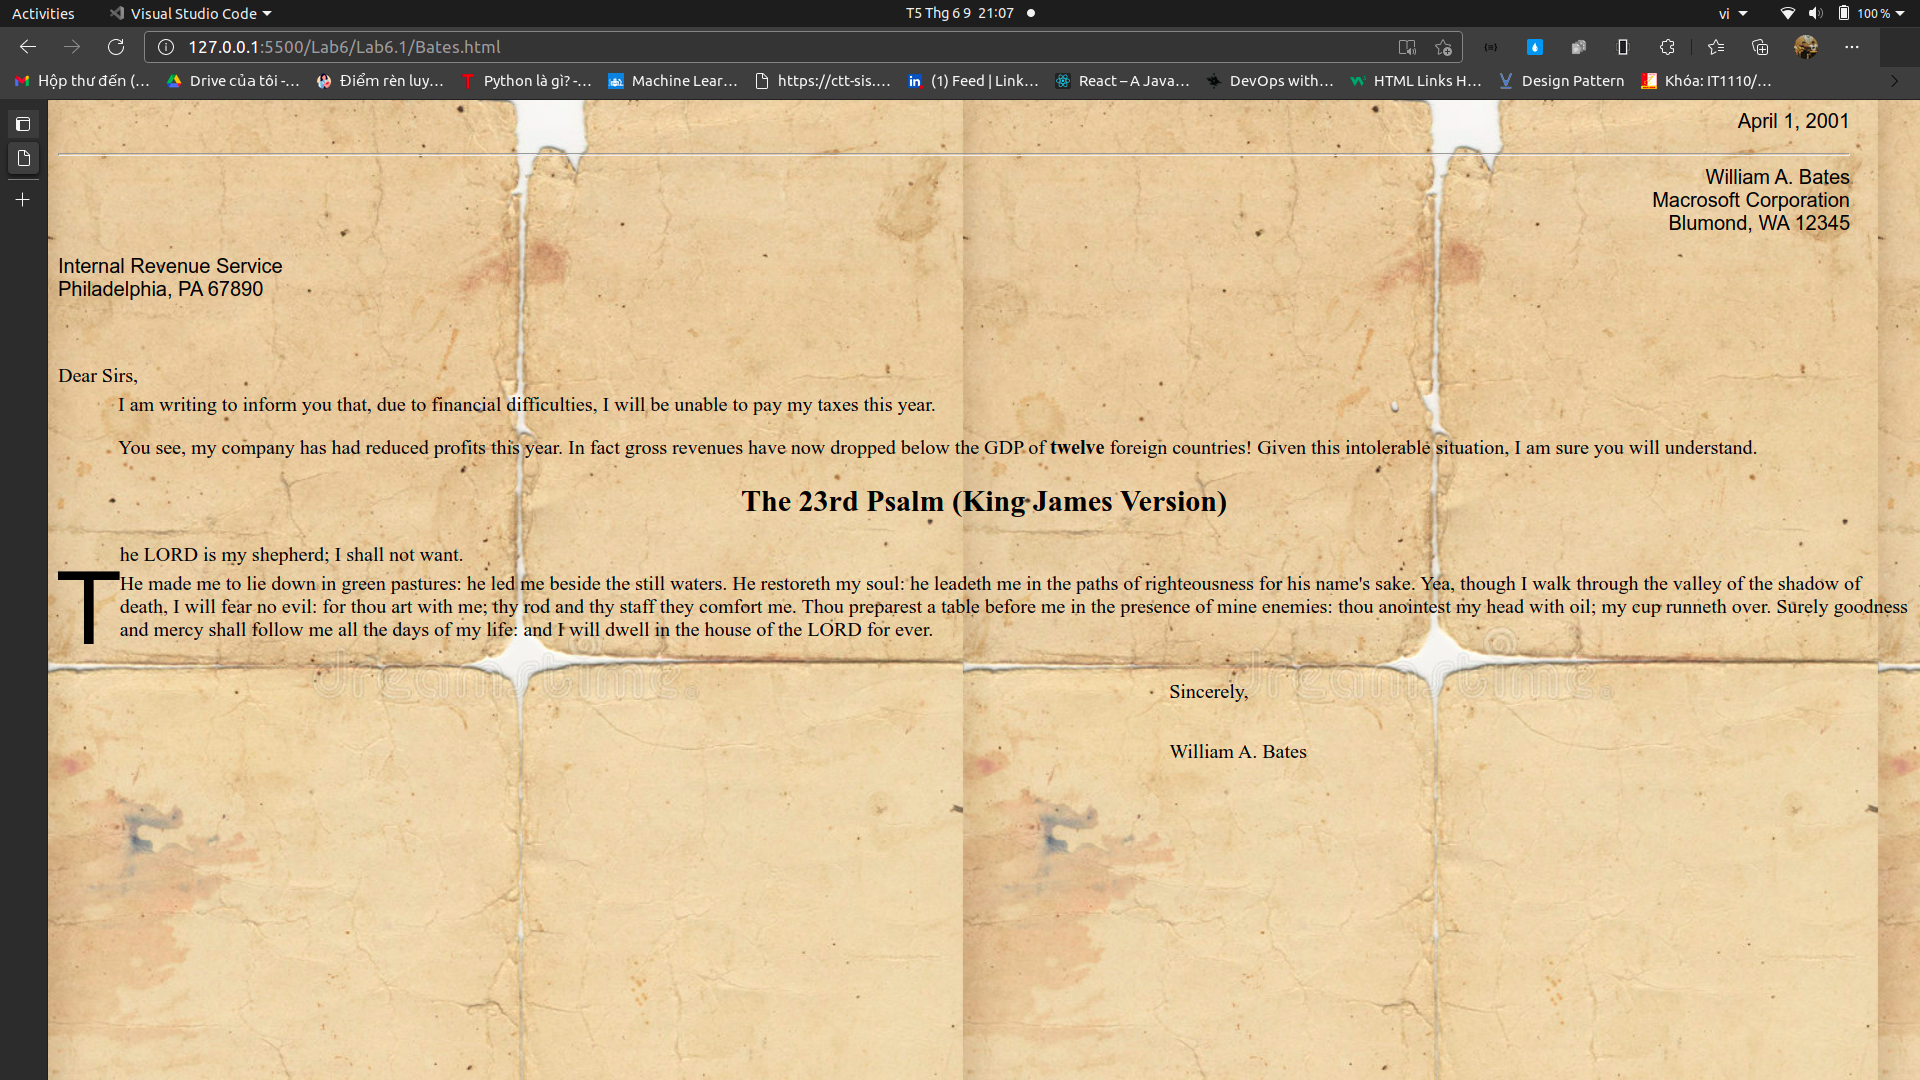 Activities
Visual Studio Code
T5 Thg 6 9 21:07
vi
100 %
127.0.0.1:5500/Lab6/Lab6.1/Bates.html
Hộp thư đến (...
Drive của tôi -...
Điểm rèn luy...
Python là gì? -...
Machine Lear...
https://ctt-sis....
(1) Feed | Link...
React – A Java...
DevOps with...
HTML Links H...
Design Pattern
Khóa: IT1110/...
April 1, 2001
William A. Bates
Macrosoft Corporation
Blumond, WA 12345
Internal Revenue Service
Philadelphia, PA 67890
Dear Sirs,
I am writing to inform you that, due to financial difficulties, I will be unable to pay my taxes this year.
You see, my company has had reduced profits this year. In fact gross revenues have now dropped below the GDP of twelve foreign countries! Given this intolerable situation, I am sure you will understand.
The 23rd Psalm (King James Version)
The LORD is my shepherd; I shall not want.
He made me to lie down in green pastures: he led me beside the still waters. He restoreth my soul: he leadeth me in the paths of righteousness for his name's sake. Yea, though I walk through the valley of the shadow of
death, I will fear no evil: for thou art with me; thy rod and thy staff they comfort me. Thou preparest a table before me in the presence of mine enemies: thou anointest my head with oil; my cup runneth over. Surely goodness
and mercy shall follow me all the days of my life: and I will dwell in the house of the LORD for ever.
dreamstime
dreamstime
Sincerely,
William A. Bates